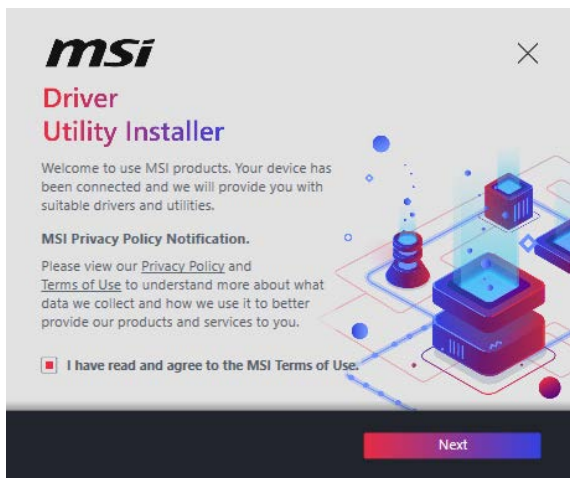 msi
Driver
Utility Installer
Welcome to use MSI products. Your device has
been connected and we will provide you with
suitable drivers and utilities.
MSI Privacy Policy Notification.
Please view our Privacy Policy and
Terms of Use to understand more about what
data we collect and how we use it to better
provide our products and services to you.
I have read and agree to the MSI Terms of Use.
Next